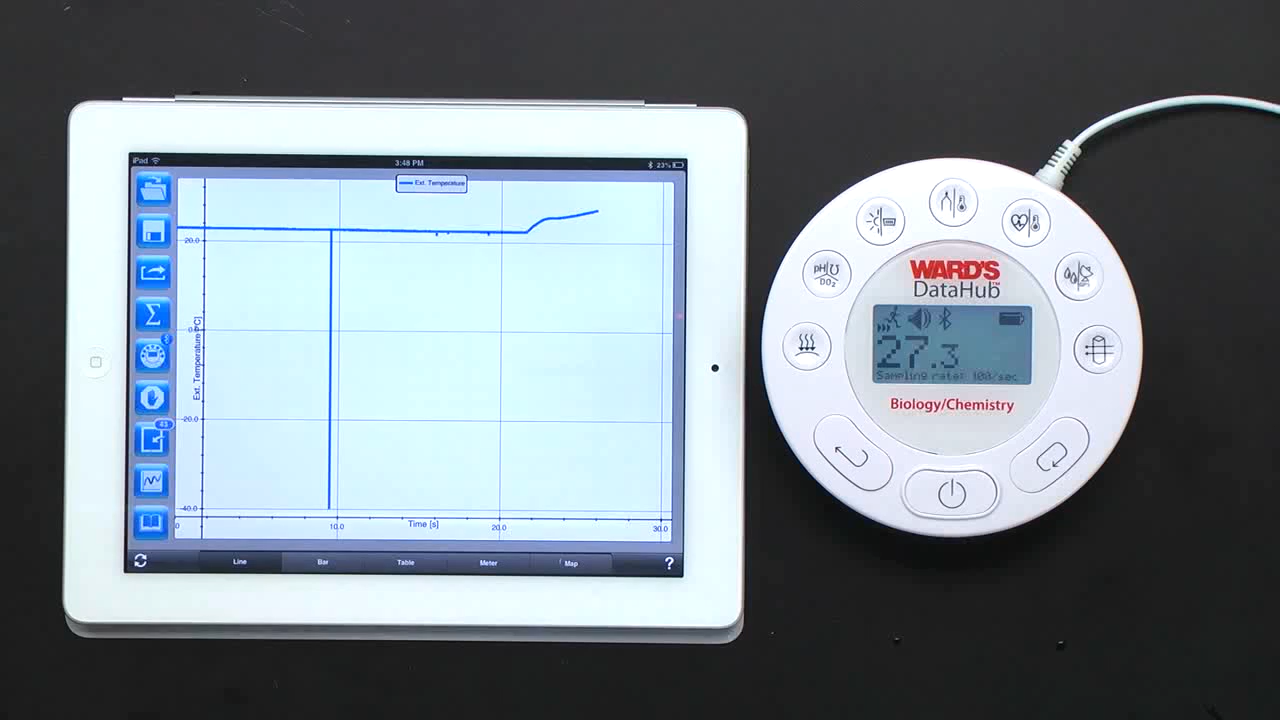 iPad
3:48 PM
23%
Ext. Temperature
20.0
0.0
-20.0
-40.0
Ext. Temperature [°C]
0
10.0
20.0
30.0
Time [s]
Σ
43
Line
Bar
Table
Meter
Map
?
pH
DO2
WARD'S
DataHub™
27.3
Sampling rate: 100/sec
Biology/Chemistry